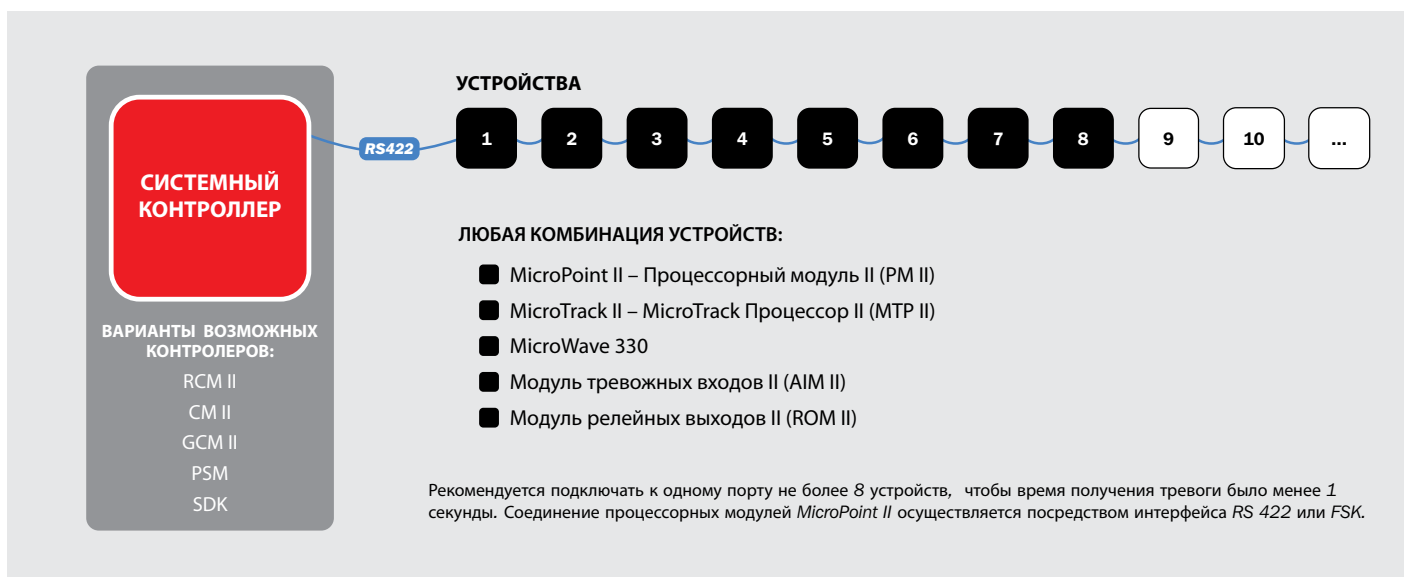 СИСТЕМНЫЙ
КОНТРОЛЛЕР
ВАРИАНТЫ ВОЗМОЖНЫХ
КОНТРОЛЕРОВ:
RCM II
CM II
GCM II
PSM
SDK
RS422
УСТРОЙСТВА
1 2 3 4 5 6 7 8 9 10 ...
ЛЮБАЯ КОМБИНАЦИЯ УСТРОЙСТВ:
MicroPoint II – Процессорный модуль II (PM II)
MicroTrack II – MicroTrack Процессор II (MTP II)
MicroWave 330
Модуль тревожных входов II (AIM II)
Модуль релейных выходов II (ROM II)
Рекомендуется подключать к одному порту не более 8 устройств, чтобы время получения тревоги было менее 1
секунды. Соединение процессорных модулей MicroPoint II осуществляется посредством интерфейса RS 422 или FSK.